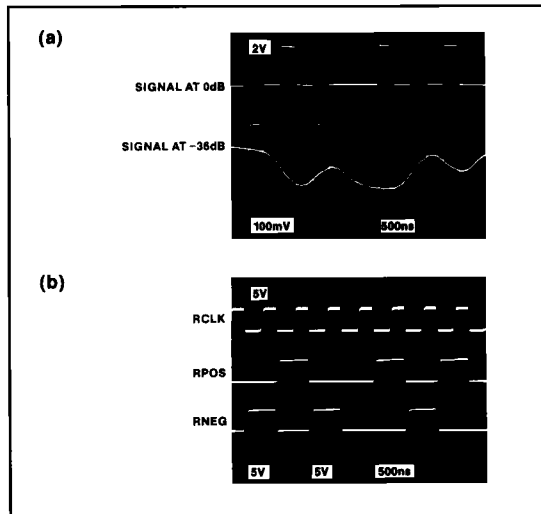 (a)
2V
SIGNAL AT 0dB
SIGNAL AT -36dB
100mV 500ns
(b)
5V
RCLK
RPOS
RNEG
5V 5V 500ns